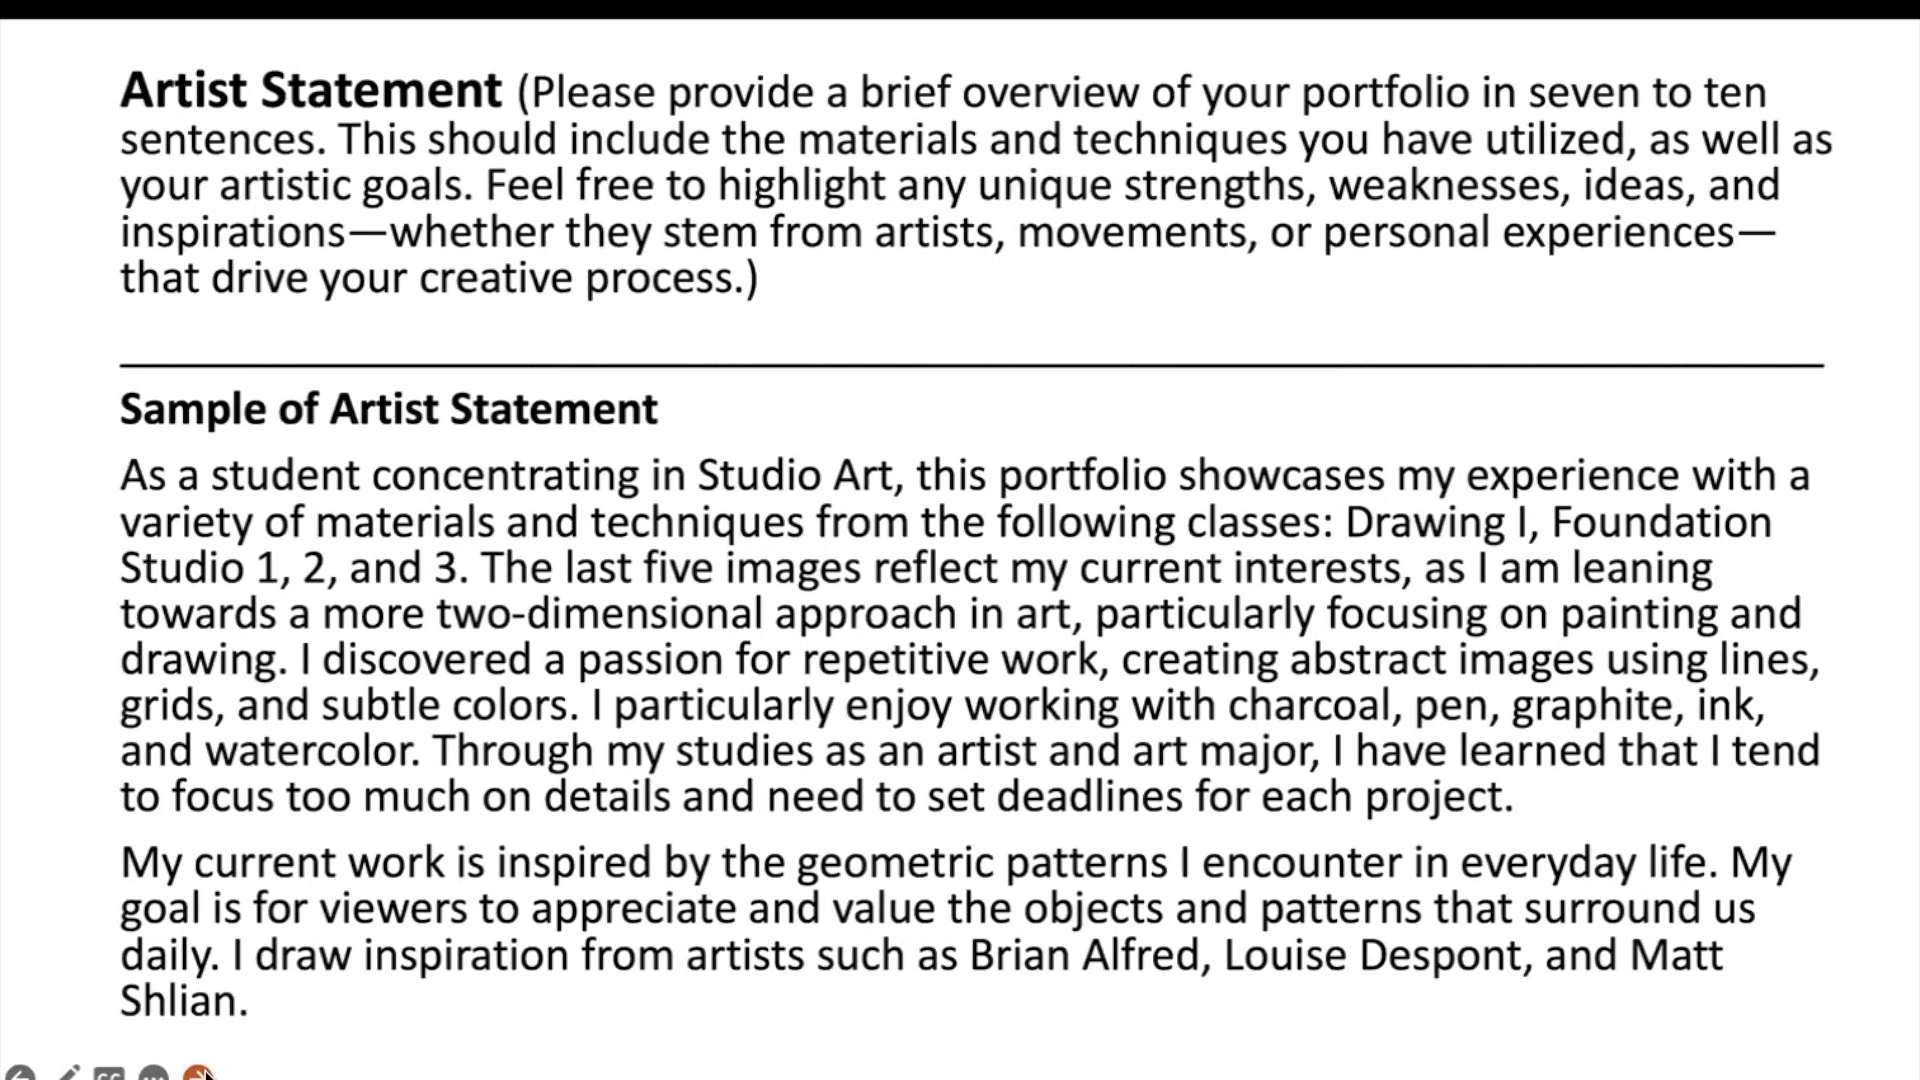 Artist Statement (Please provide a brief overview of your portfolio in seven to ten
sentences. This should include the materials and techniques you have utilized, as well as
your artistic goals. Feel free to highlight any unique strengths, weaknesses, ideas, and
inspirations—whether they stem from artists, movements, or personal experiences—
that drive your creative process.)
Sample of Artist Statement
As a student concentrating in Studio Art, this portfolio showcases my experience with a
variety of materials and techniques from the following classes: Drawing I, Foundation
Studio 1, 2, and 3. The last five images reflect my current interests, as I am leaning
towards a more two-dimensional approach in art, particularly focusing on painting and
drawing. I discovered a passion for repetitive work, creating abstract images using lines,
grids, and subtle colors. I particularly enjoy working with charcoal, pen, graphite, ink,
and watercolor. Through my studies as an artist and art major, I have learned that I tend
to focus too much on details and need to set deadlines for each project.
My current work is inspired by the geometric patterns I encounter in everyday life. My
goal is for viewers to appreciate and value the objects and patterns that surround us
daily. I draw inspiration from artists such as Brian Alfred, Louise Despont, and Matt
Shlian.
CC